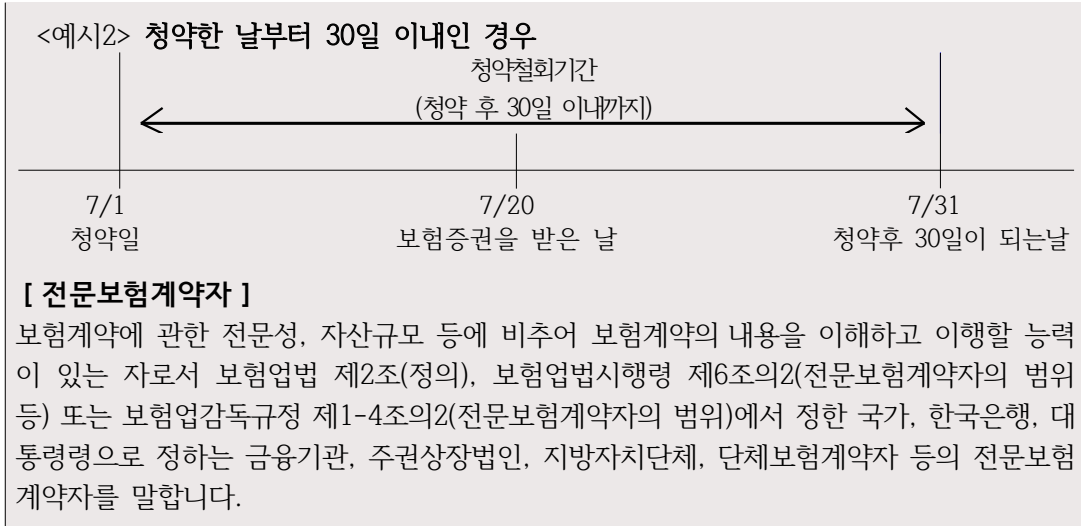 <예시2> 청약한 날부터 30일 이내인 경우
청약철회기간
(청약 후 30일 이내까지)
7/1 7/20 7/31
청약일 보험증권을 받은 날 청약후 30일이 되는날
[ 전문보험계약자 ]
보험계약에 관한 전문성, 자산규모 등에 비추어 보험계약의 내용을 이해하고 이행할 능력
이 있는 자로서 보험업법 제2조(정의), 보험업법시행령 제6조의2(전문보험계약자의 범위
등) 또는 보험업감독규정 제1-4조의2(전문보험계약자의 범위)에서 정한 국가, 한국은행, 대
통령령으로 정하는 금융기관, 주권상장법인, 지방자치단체, 단체보험계약자 등의 전문보험
계약자를 말합니다.